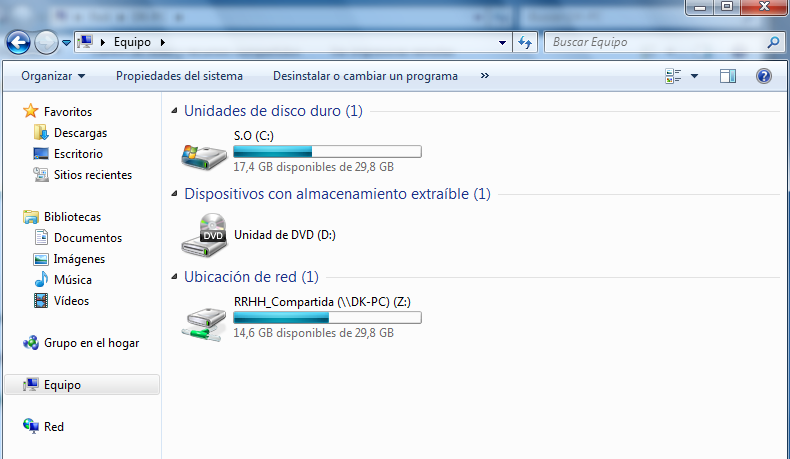 Equipo
Buscar Equipo
Organizar
Propiedades del sistema
Desinstalar o cambiar un programa
»
Favoritos
Descargas
Escritorio
Sitios recientes
Bibliotecas
Documentos
Imágenes
Música
Vídeos
Grupo en el hogar
Equipo
Red
Unidades de disco duro (1)
S.O (C:)
17,4 GB disponibles de 29,8 GB
Dispositivos con almacenamiento extraíble (1)
DVD
Unidad de DVD (D:)
Ubicación de red (1)
RRHH_Compartida (\\DK-PC) (Z:)
14,6 GB disponibles de 29,8 GB